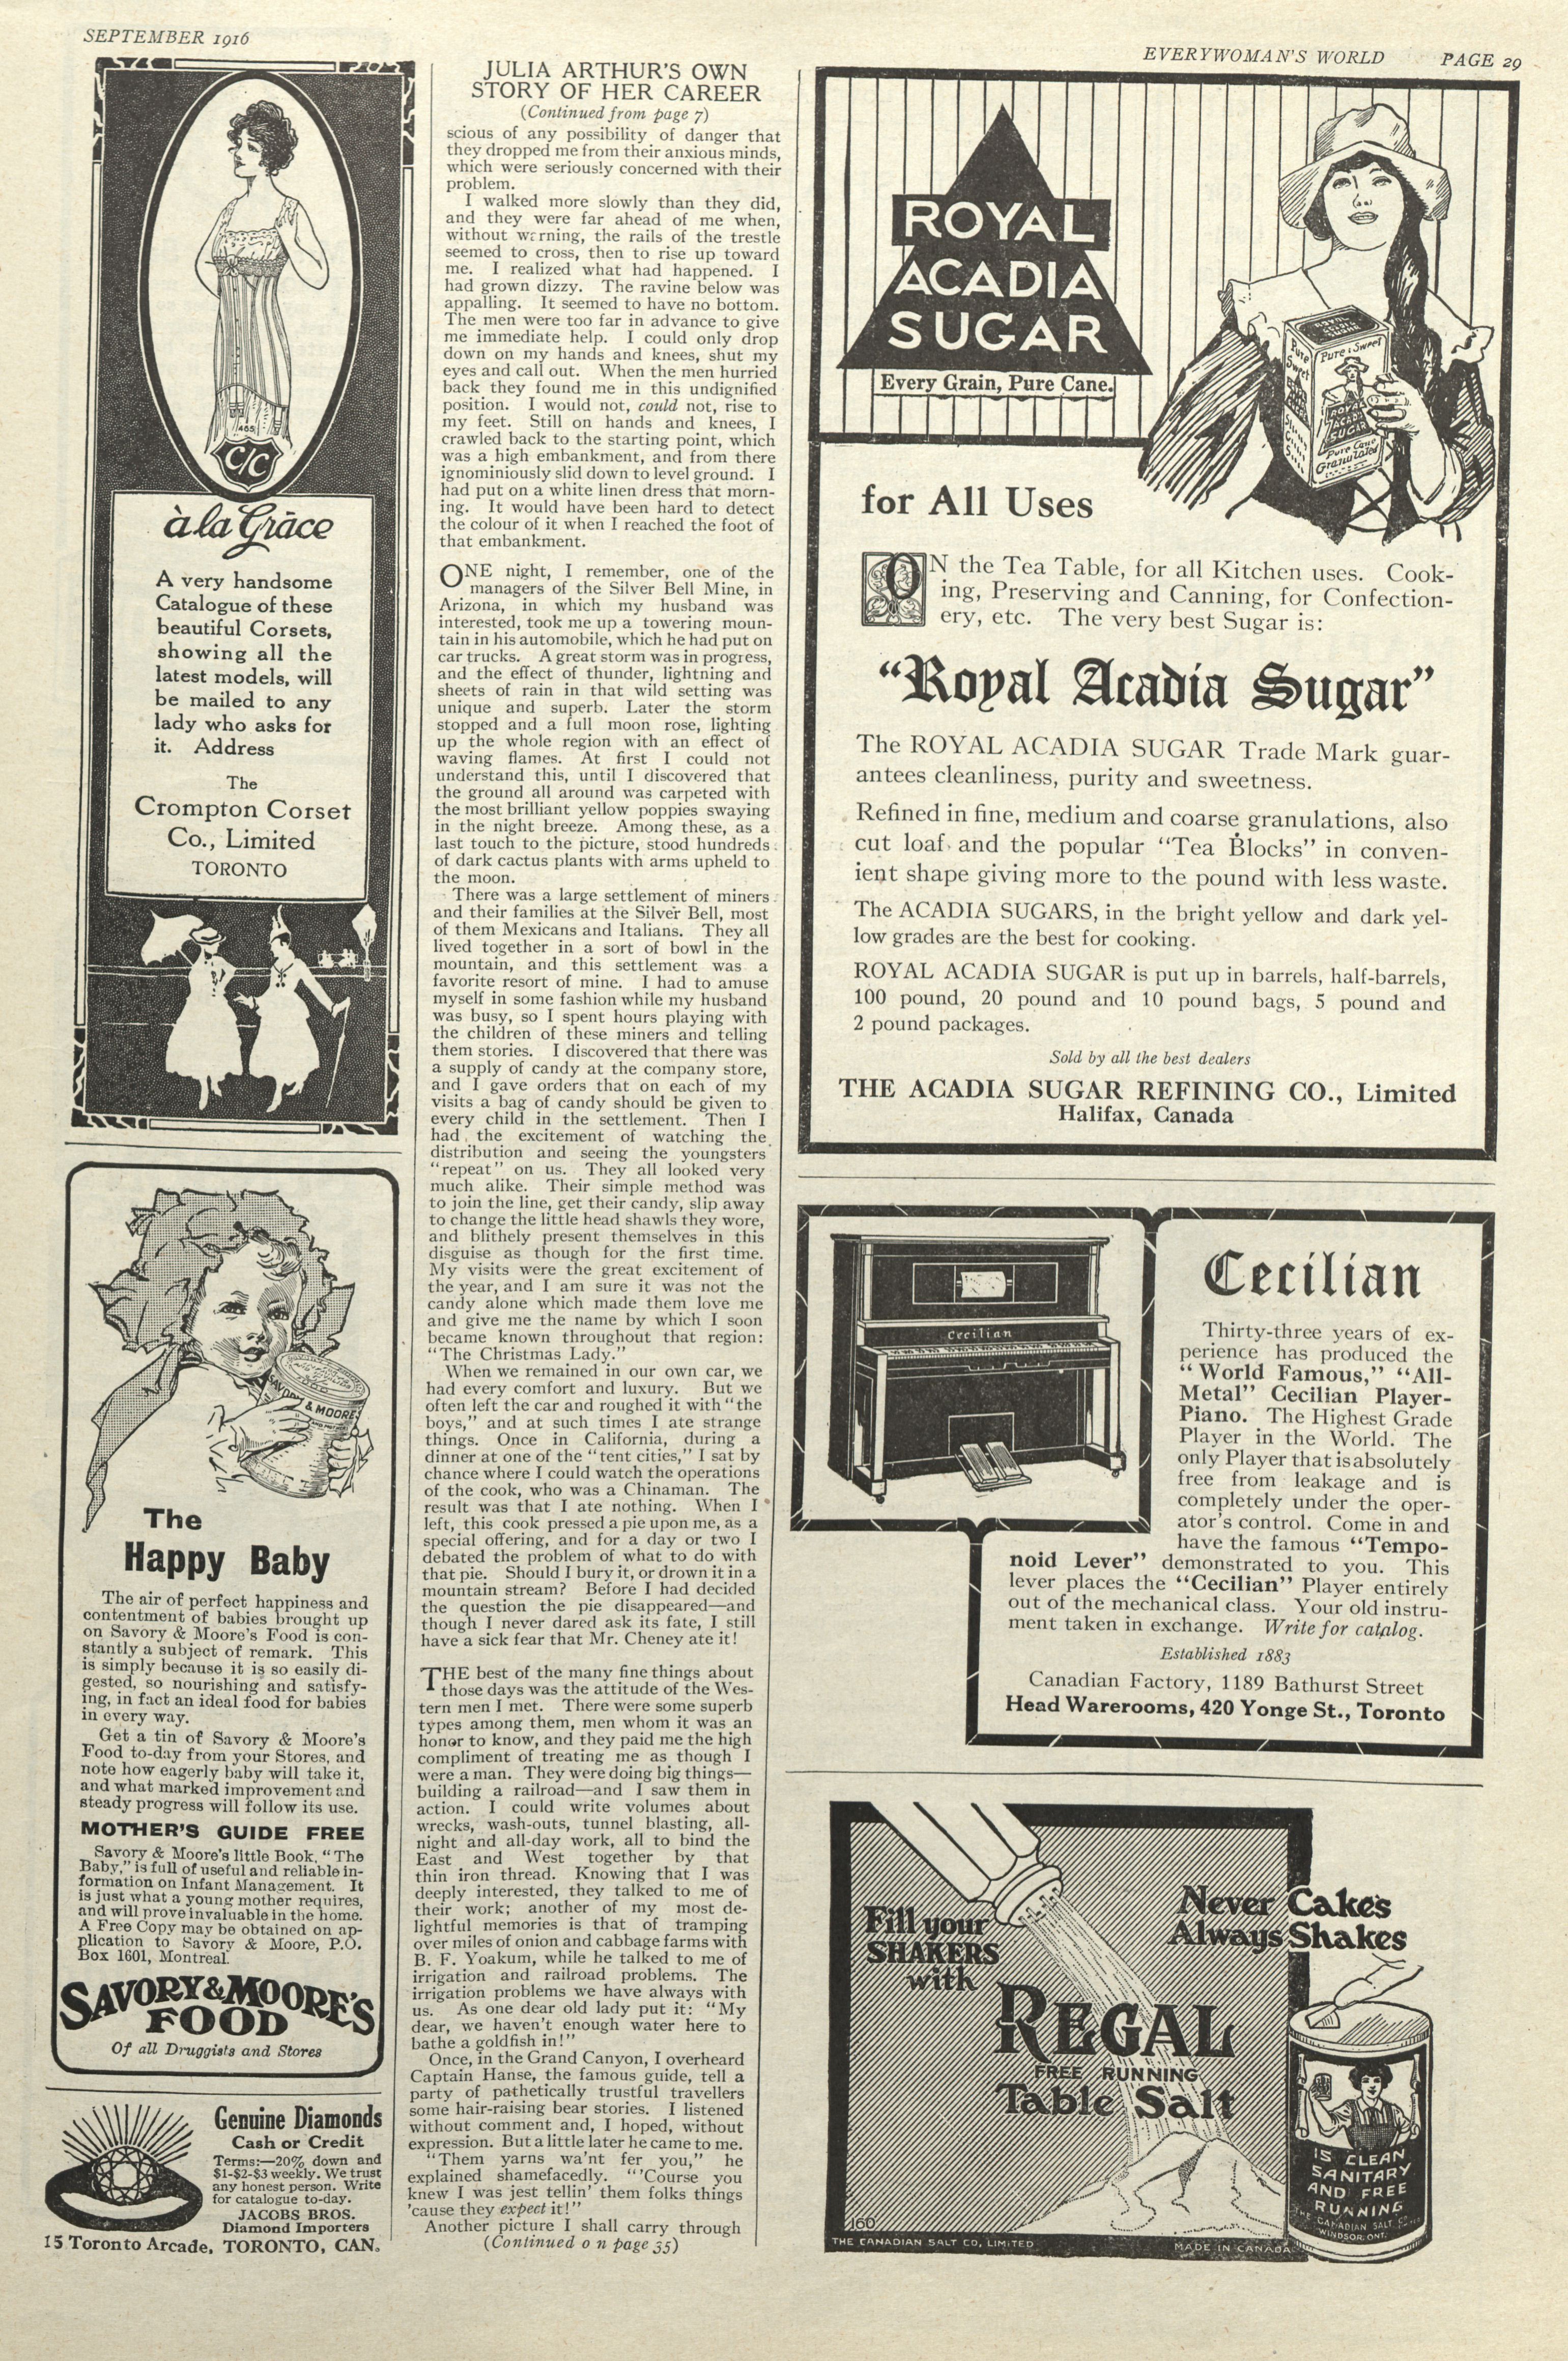 SEPTEMBER 1916
EVERYWOMAN'S WORLD PAGE 29
465
C/C
à la Grāce
A very handsome
Catalogue of these
beautiful Corsets,
showing all the
latest models, will
be mailed to any
lady who asks for
it. Address
The
Crompton Corset
Co., Limited
TORONTO
SAVORY & MOORE'S
The
Happy Baby
The air of perfect happiness and
contentment of babies brought up
on Savory & Moore's Food is con-
stantly a subject of remark. This
is simply because it is so easily di-
gested, so nourishing and satisfy-
ing, in fact an ideal food for babies
in every way.
Get a tin of Savory & Moore's
Food to-day from your Stores, and
note how eagerly baby will take it,
and what marked improvement and
steady progress will follow its use.
MOTHER'S GUIDE FREE
Savory & Moore's little Book, "The
Baby," is full of useful and reliable in-
formation on Infant Management. It
is just what a young mother requires,
and will prove invaluable in the home.
A Free Copy may be obtained on ap-
plication to Savory & Moore, P.O.
Box 1601, Montreal.
SAVORY & MOORE'S
FOOD
Of all Druggists and Stores
Genuine Diamonds
Cash or Credit
Terms:—20% down and
$1-$2-$3 weekly. We trust
any honest person. Write
for catalogue to-day.
JACOBS BROS.
Diamond Importers
15 Toronto Arcade, TORONTO, CAN.
JULIA ARTHUR'S OWN
STORY OF HER CAREER
(Continued from page 7)
scious of any possibility of danger that
they dropped me from their anxious minds,
which were seriously concerned with their
problem.
I walked more slowly than they did,
and they were far ahead of me when,
without warning, the rails of the trestle
seemed to cross, then to rise up toward
me. I realized what had happened. I
had grown dizzy. The ravine below was
appalling. It seemed to have no bottom.
The men were too far in advance to give
me immediate help. I could only drop
down on my hands and knees, shut my
eyes and call out. When the men hurried
back they found me in this undignified
position. I would not, could not, rise to
my feet. Still on hands and knees, I
crawled back to the starting point, which
was a high embankment, and from there
ignominiously slid down to level ground. I
had put on a white linen dress that morn-
ing. It would have been hard to detect
the colour of it when I reached the foot of
that embankment.
ONE night, I remember, one of the
managers of the Silver Bell Mine, in
Arizona, in which my husband was
interested, took me up a towering moun-
tain in his automobile, which he had put on
car trucks. A great storm was in progress,
and the effect of thunder, lightning and
sheets of rain in that wild setting was
unique and superb. Later the storm
stopped and a full moon rose, lighting
up the whole region with an effect of
waving flames. At first I could not
understand this, until I discovered that
the ground all around was carpeted with
the most brilliant yellow poppies swaying
in the night breeze. Among these, as a
last touch to the picture, stood hundreds
of dark cactus plants with arms upheld to
the moon.
There was a large settlement of miners
and their families at the Silver Bell, most
of them Mexicans and Italians. They all
lived together in a sort of bowl in the
mountain, and this settlement was a
favorite resort of mine. I had to amuse
myself in some fashion while my husband
was busy, so I spent hours playing with
the children of these miners and telling
them stories. I discovered that there was
a supply of candy at the company store,
and I gave orders that on each of my
visits a bag of candy should be given to
every child in the settlement. Then I
had the excitement of watching the
distribution and seeing the youngsters
"repeat" on us. They all looked very
much alike. Their simple method was
to join the line, get their candy, slip away
to change the little head shawls they wore,
and blithely present themselves in this
disguise as though for the first time.
My visits were the great excitement of
the year, and I am sure it was not the
candy alone which made them love me
and give me the name by which I soon
became known throughout that region:
"The Christmas Lady."
When we remained in our own car, we
had every comfort and luxury. But we
often left the car and roughed it with "the
boys," and at such times I ate strange
things. Once in California, during a
dinner at one of the "tent cities," I sat by
chance where I could watch the operations
of the cook, who was a Chinaman. The
result was that I ate nothing. When I
left, this cook pressed a pie upon me, as a
special offering, and for a day or two I
debated the problem of what to do with
that pie. Should I bury it, or drown it in a
mountain stream? Before I had decided
the question the pie disappeared—and
though I never dared ask its fate, I still
have a sick fear that Mr. Cheney ate it!
THE best of the many fine things about
those days was the attitude of the Wes-
tern men I met. There were some superb
types among them, men whom it was an
honor to know, and they paid me the high
compliment of treating me as though I
were a man. They were doing big things—
building a railroad—and I saw them in
action. I could write volumes about
wrecks, wash-outs, tunnel blasting, all-
night and all-day work, all to bind the
East and West together by that
thin iron thread. Knowing that I was
deeply interested, they talked to me of
their work; another of my most de-
lightful memories is that of tramping
over miles of onion and cabbage farms with
B. F. Yoakum, while he talked to me of
irrigation and railroad problems. The
irrigation problems we have always with
us. As one dear old lady put it: "My
dear, we haven't enough water here to
bathe a goldfish in!"
Once, in the Grand Canyon, I overheard
Captain Hanse, the famous guide, tell a
party of pathetically trustful travellers
some hair-raising bear stories. I listened
without comment and, I hoped, without
expression. But a little later he came to me.
"Them yarns wa'nt fer you," he
explained shamefacedly. "'Course you
knew I was jest tellin' them folks things
'cause they expect it!"
Another picture I shall carry through
(Continued on page 35)
ROYAL
ACADIA
SUGAR
Every Grain, Pure Cane.
ROYAL
ACADIA
SUGAR
Pure & Sweet
Pure
Sweet
ROYAL
ACADIA
SUGAR
Pure Cane
Granulated
for All Uses
ON the Tea Table, for all Kitchen uses. Cook-
ing, Preserving and Canning, for Confection-
ery, etc. The very best Sugar is:
"Royal Acadia Sugar"
The ROYAL ACADIA SUGAR Trade Mark guar-
antees cleanliness, purity and sweetness.
Refined in fine, medium and coarse granulations, also
cut loaf and the popular "Tea Blocks" in conven-
ient shape giving more to the pound with less waste.
The ACADIA SUGARS, in the bright yellow and dark yel-
low grades are the best for cooking.
ROYAL ACADIA SUGAR is put up in barrels, half-barrels,
100 pound, 20 pound and 10 pound bags, 5 pound and
2 pound packages.
Sold by all the best dealers
THE ACADIA SUGAR REFINING CO., Limited
Halifax, Canada
Cecilian
Cecilian
Thirty-three years of ex-
perience has produced the
"World Famous," "All-
Metal" Cecilian Player-
Piano. The Highest Grade
Player in the World. The
only Player that is absolutely
free from leakage and is
completely under the oper-
ator's control. Come in and
have the famous "Tempo-
noid Lever" demonstrated to you. This
lever places the "Cecilian" Player entirely
out of the mechanical class. Your old instru-
ment taken in exchange. Write for catalog.
Established 1883
Canadian Factory, 1189 Bathurst Street
Head Warerooms, 420 Yonge St., Toronto
Fill your
SHAKERS
with
Never Cakes
Always Shakes
REGAL
FREE RUNNING
Table Salt
IS CLEAN
SANITARY
AND FREE
RUNNING
THE CANADIAN SALT CO.
WINDSOR, ONT.
160
THE CANADIAN SALT CO, LIMITED
MADE IN CANADA